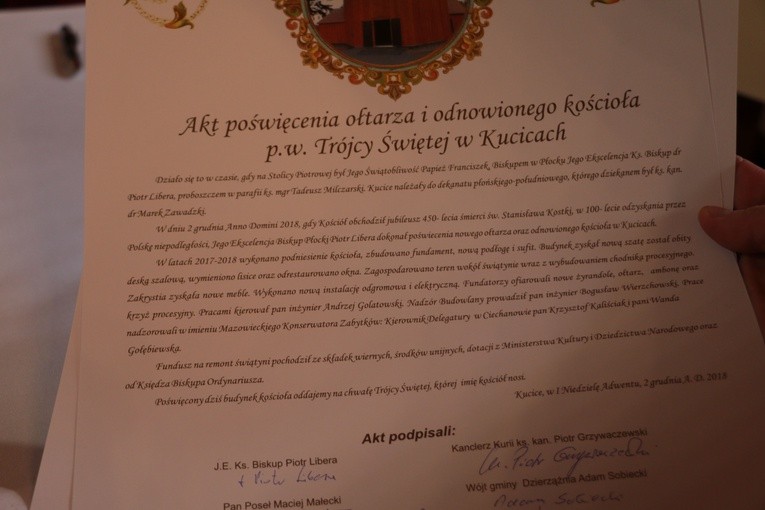 Akt poświęcenia ołtarza i odnowionego kościoła
p.w. Trójcy Świętej w Kucicach
Działo się to w czasie, gdy na Stolicy Piotrowej był Jego Świątobliwość Papież Franciszek, Biskupem w Płocku Jego Ekscelencja Ks. Biskup dr
Piotr Libera, proboszczem w parafii ks. mgr Tadeusz Milczarski. Kucice należały do dekanatu płońskiego-południowego, którego dziekanem był ks. kan.
dr Marek Zawadzki.
W dniu 2 grudnia Anno Domini 2018, gdy Kościół obchodził jubileusz 450- lecia śmierci św. Stanisława Kostki, w 100- lecie odzyskania przez
Polskę niepodległości, Jego Ekscelencja Biskup Płocki Piotr Libera dokonał poświęcenia nowego ołtarza oraz odnowionego kościoła w Kucicach.
W latach 2017-2018 wykonano podniesienie kościoła, zbudowano fundament, nową podłogę i sufit. Budynek zyskał nową szatę został obity
deską szalową, wymieniono lisice oraz odrestaurowano okna. Zagospodarowano teren wokół świątynie wraz z wybudowaniem chodnika procesyjnego.
Zakrystia zyskała nowe meble. Wykonano nową instalację odgromową i elektryczną. Fundatorzy ofiarowali nowe żyrandole, ołtarz, ambonę oraz
krzyż procesyjny. Pracami kierował pan inżynier Andrzej Golatowski. Nadzór Budowlany prowadził pan inżynier Bogusław Wierzchowski. Prace
nadzorowali w imieniu Mazowieckiego Konserwatora Zabytków: Kierownik Delegatury w Ciechanowie pan Krzysztof Kaliściak i pani Wanda
Gołębiewska.
Fundusz na remont świątyni pochodził ze składek wiernych, środków unijnych, dotacji z Ministerstwa Kultury i Dziedzictwa Narodowego oraz
od Księdza Biskupa Ordynariusza.
Poświęcony dziś budynek kościoła oddajemy na chwałę Trójcy Świętej, której imię kościół nosi.
Kucice, w I Niedzielę Adwentu, 2 grudnia A. D. 2018
Akt podpisali:
J.E. Ks. Biskup Piotr Libera
Kanclerz Kurii ks. kan. Piotr Grzywaczewski
+ Piotr Libera
ks. Piotr Grzywaczewski
Pan Poseł Maciej Małecki
Wójt gminy Dzierzążnia Adam Sobiecki
Adam Sobiecki